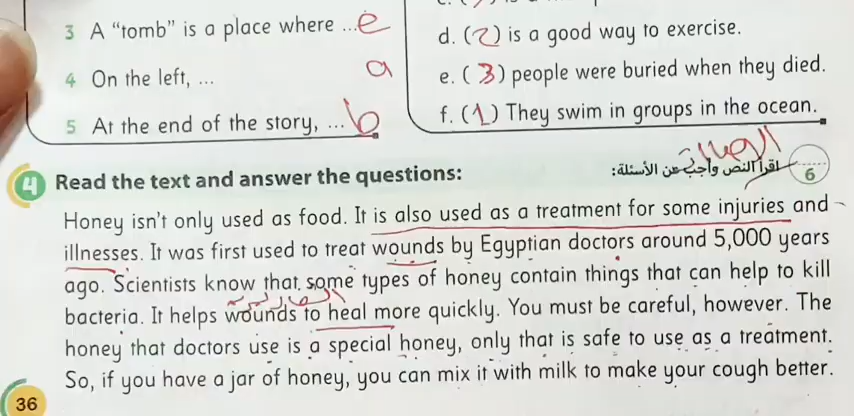 3 A “tomb” is a place where ... e
4 On the left, ... a
5 At the end of the story, ... b
d. (2) is a good way to exercise.
e. (3) people were buried when they died.
f. (1) They swim in groups in the ocean.
4 Read the text and answer the questions:
اقرأ النص وأجب عن الأسئلة:
6
Honey isn't only used as food. It is also used as a treatment for some injuries and
illnesses. It was first used to treat wounds by Egyptian doctors around 5,000 years
ago. Scientists know that some types of honey contain things that can help to kill
bacteria. It helps wounds to heal more quickly. You must be careful, however. The
honey that doctors use is a special honey, only that is safe to use as a treatment.
So, if you have a jar of honey, you can mix it with milk to make your cough better.
36